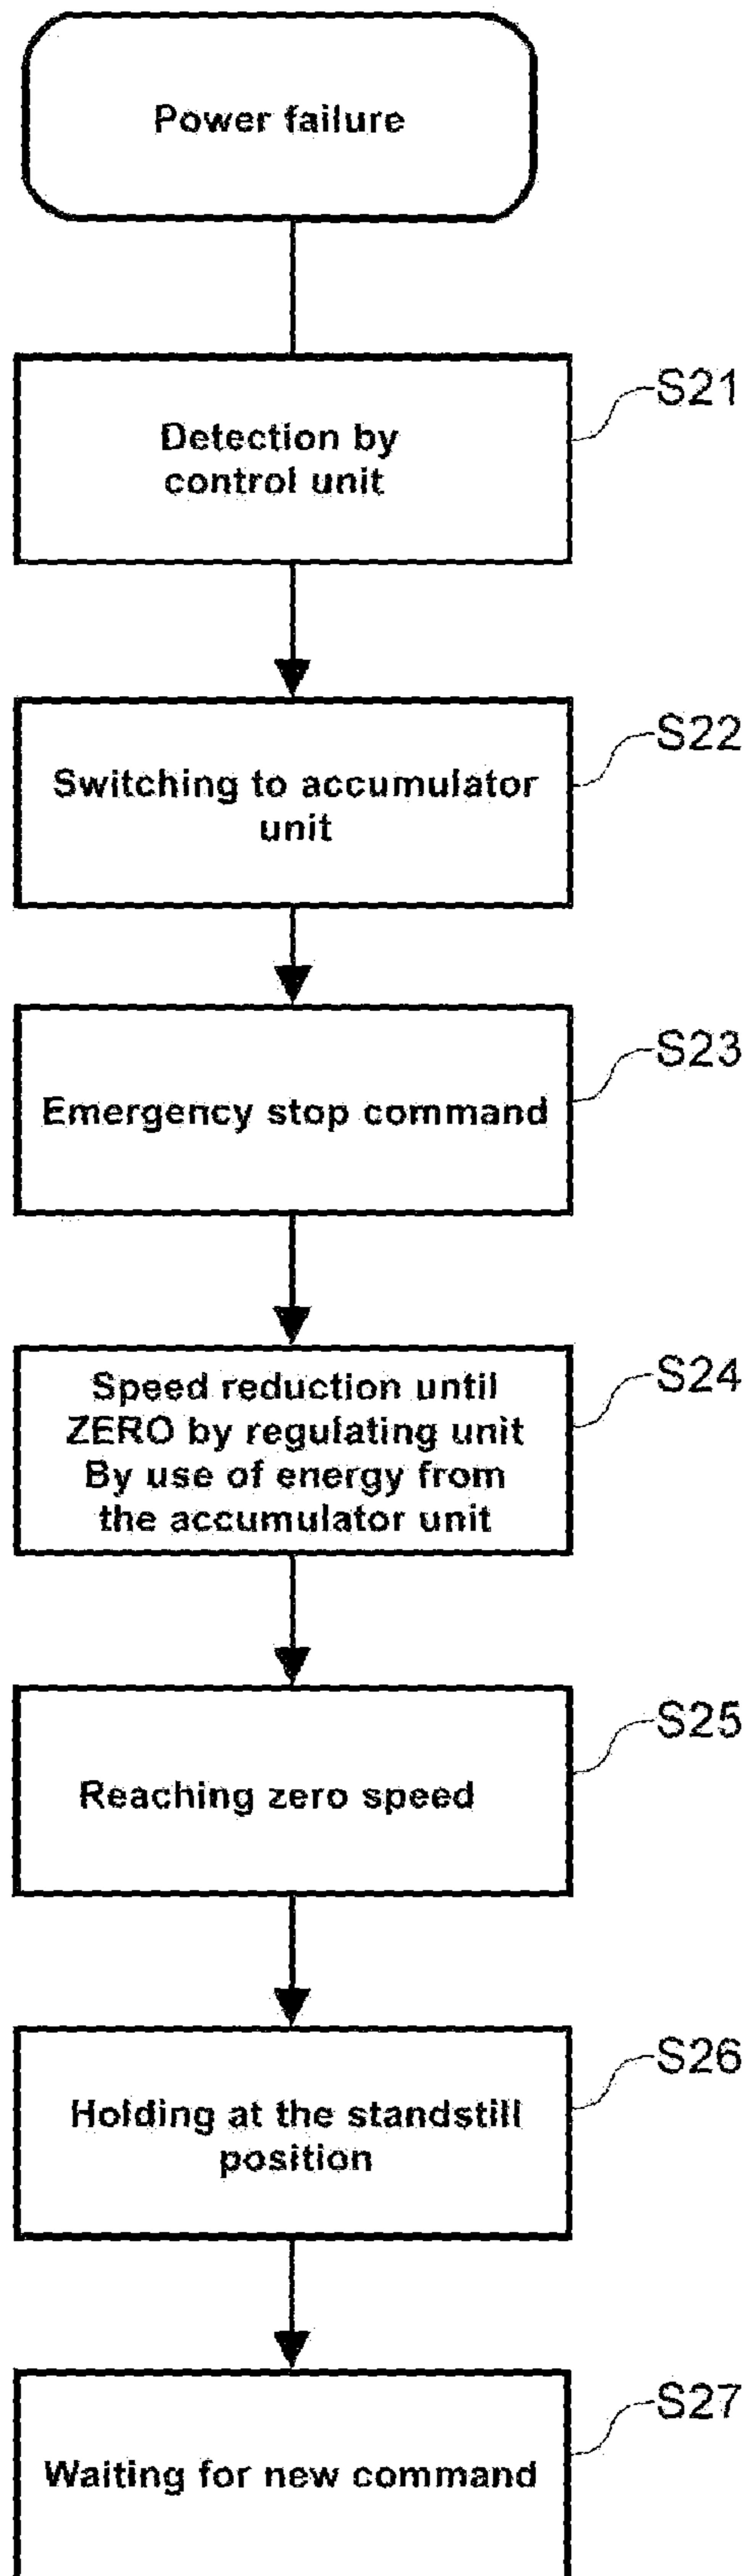 Power failure
S21
Detection by
control unit
S22
Switching to accumulator
unit
S23
Emergency stop command
S24
Speed reduction until
ZERO by regulating unit
By use of energy from
the accumulator unit
S25
Reaching zero speed
S26
Holding at the standstill
position
S27
Waiting for new command